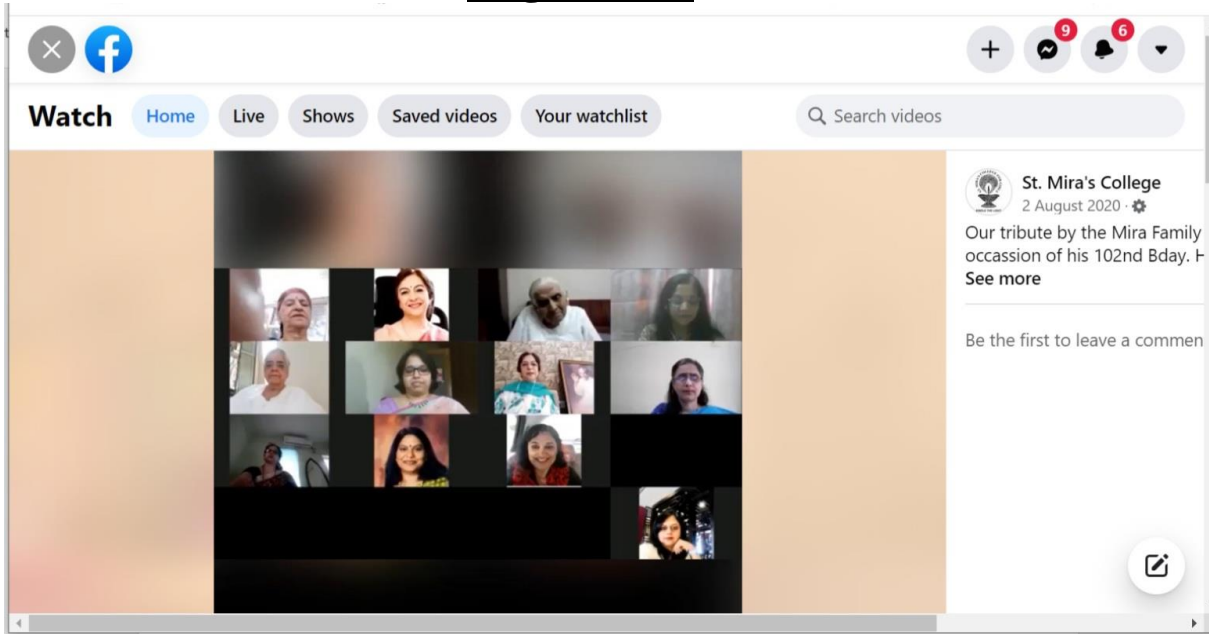 9
6
Watch Home Live Shows Saved videos Your watchlist Search videos
St. Mira's College
2 August 2020 ·
Our tribute by the Mira Family
occassion of his 102nd Bday. H
See more
Be the first to leave a commen